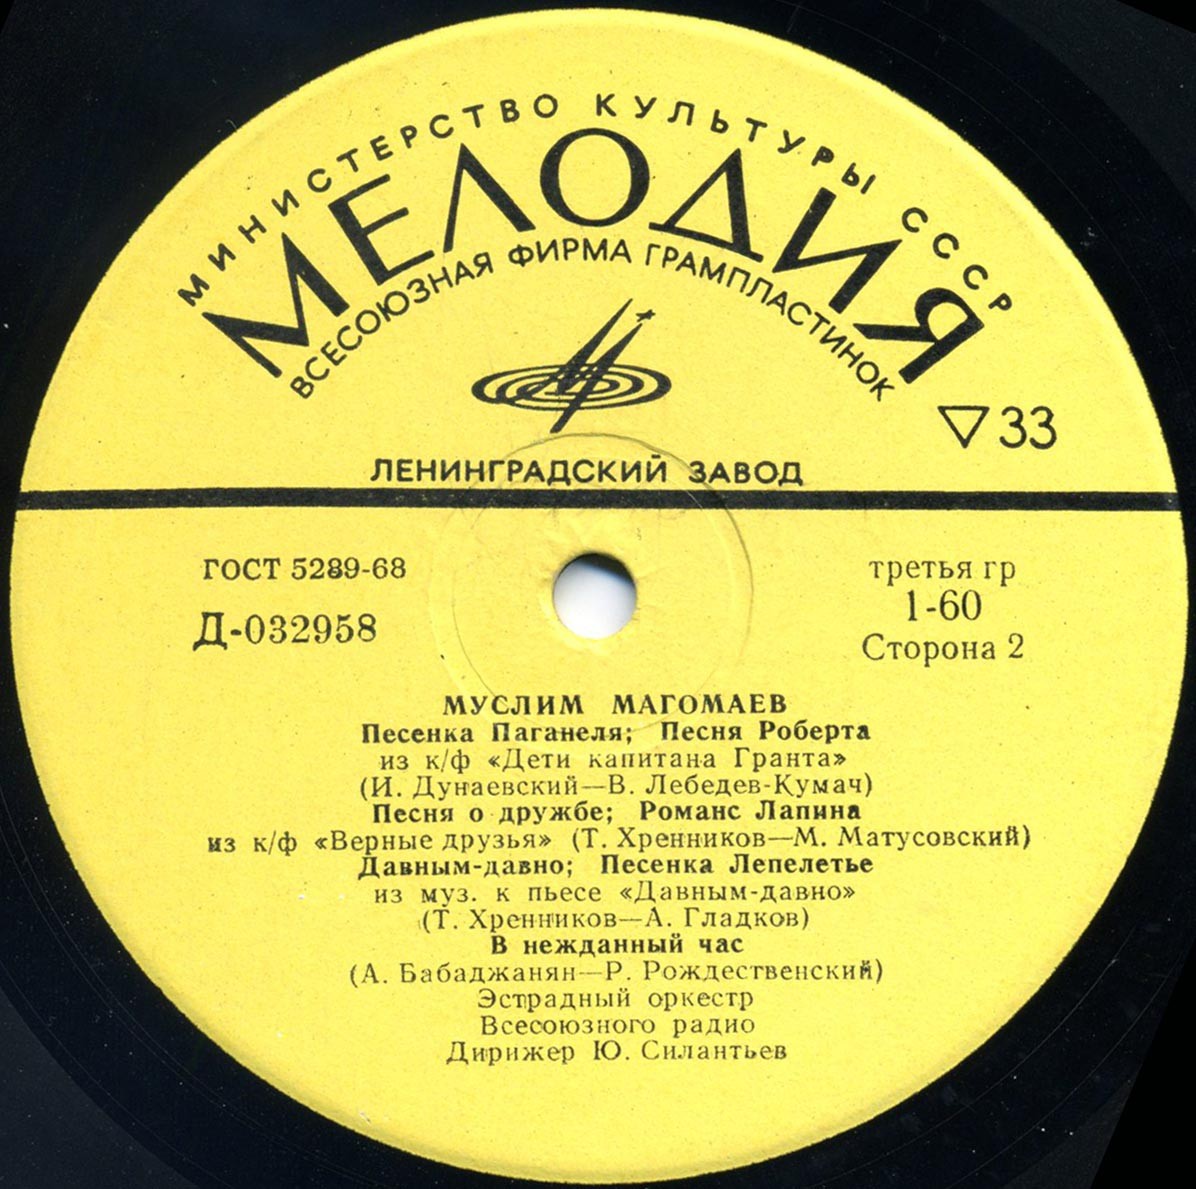 МИНИСТЕРСТВО КУЛЬТУРЫ СССР
МЕЛОДИЯ
ВСЕСОЮЗНАЯ ФИРМА ГРАМПЛАСТИНОК
▽33
ЛЕНИНГРАДСКИЙ ЗАВОД
ГОСТ 5289-68
Д-032958
третья гр
1-60
Сторона 2
МУСЛИМ МАГОМАЕВ
Песенка Паганеля; Песня Роберта
из к/ф «Дети капитана Гранта»
(И. Дунаевский—В. Лебедев-Кумач)
Песня о дружбе; Романс Лапина
из к/ф «Верные друзья» (Т. Хренников—М. Матусовский)
Давным-давно; Песенка Лепелетье
из муз. к пьесе «Давным-давно»
(Т. Хренников—А. Гладков)
В нежданный час
(А. Бабаджанян—Р. Рождественский)
Эстрадный оркестр
Всесоюзного радио
Дирижер Ю. Силантьев